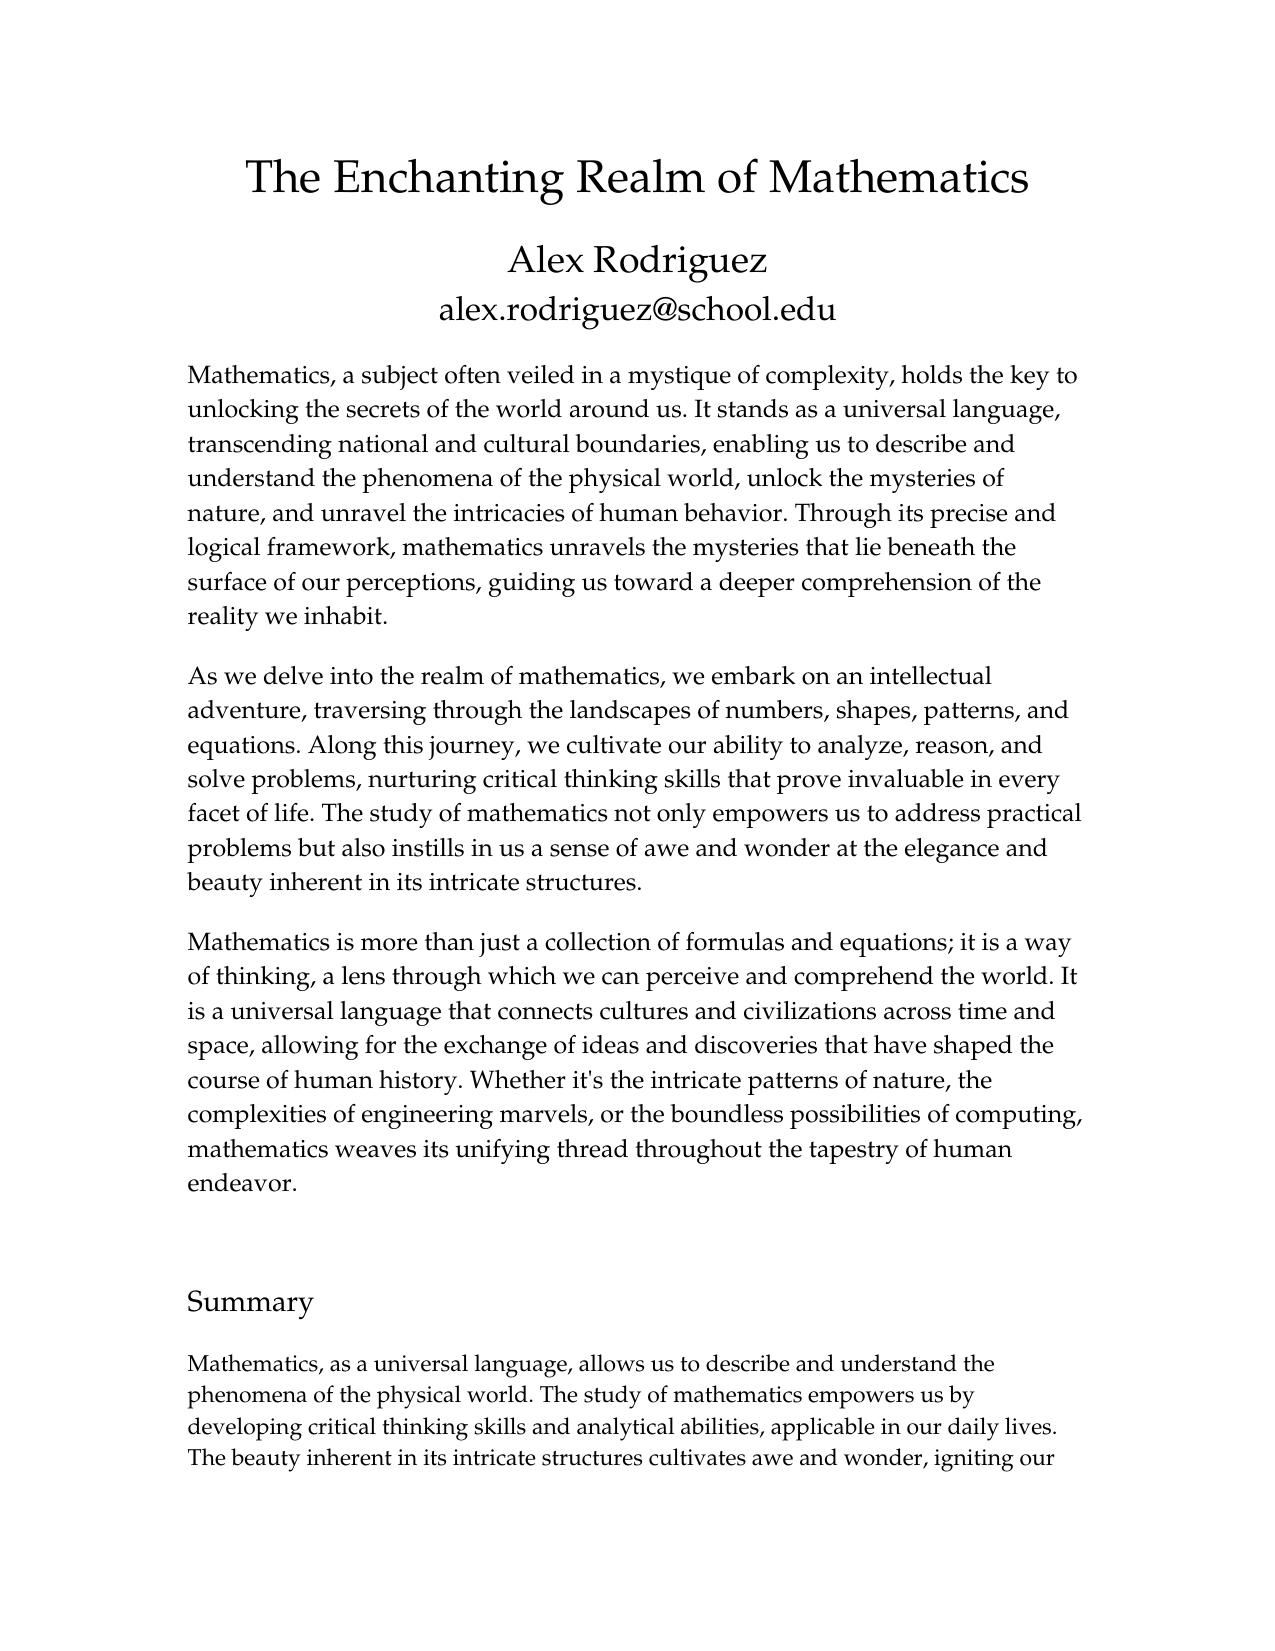 The Enchanting Realm of Mathematics
Alex Rodriguez
alex.rodriguez@school.edu
Mathematics, a subject often veiled in a mystique of complexity, holds the key to
unlocking the secrets of the world around us. It stands as a universal language,
transcending national and cultural boundaries, enabling us to describe and
understand the phenomena of the physical world, unlock the mysteries of
nature, and unravel the intricacies of human behavior. Through its precise and
logical framework, mathematics unravels the mysteries that lie beneath the
surface of our perceptions, guiding us toward a deeper comprehension of the
reality we inhabit.
As we delve into the realm of mathematics, we embark on an intellectual
adventure, traversing through the landscapes of numbers, shapes, patterns, and
equations. Along this journey, we cultivate our ability to analyze, reason, and
solve problems, nurturing critical thinking skills that prove invaluable in every
facet of life. The study of mathematics not only empowers us to address practical
problems but also instills in us a sense of awe and wonder at the elegance and
beauty inherent in its intricate structures.
Mathematics is more than just a collection of formulas and equations; it is a way
of thinking, a lens through which we can perceive and comprehend the world. It
is a universal language that connects cultures and civilizations across time and
space, allowing for the exchange of ideas and discoveries that have shaped the
course of human history. Whether it's the intricate patterns of nature, the
complexities of engineering marvels, or the boundless possibilities of computing,
mathematics weaves its unifying thread throughout the tapestry of human
endeavor.
Summary
Mathematics, as a universal language, allows us to describe and understand the
phenomena of the physical world. The study of mathematics empowers us by
developing critical thinking skills and analytical abilities, applicable in our daily lives.
The beauty inherent in its intricate structures cultivates awe and wonder, igniting our